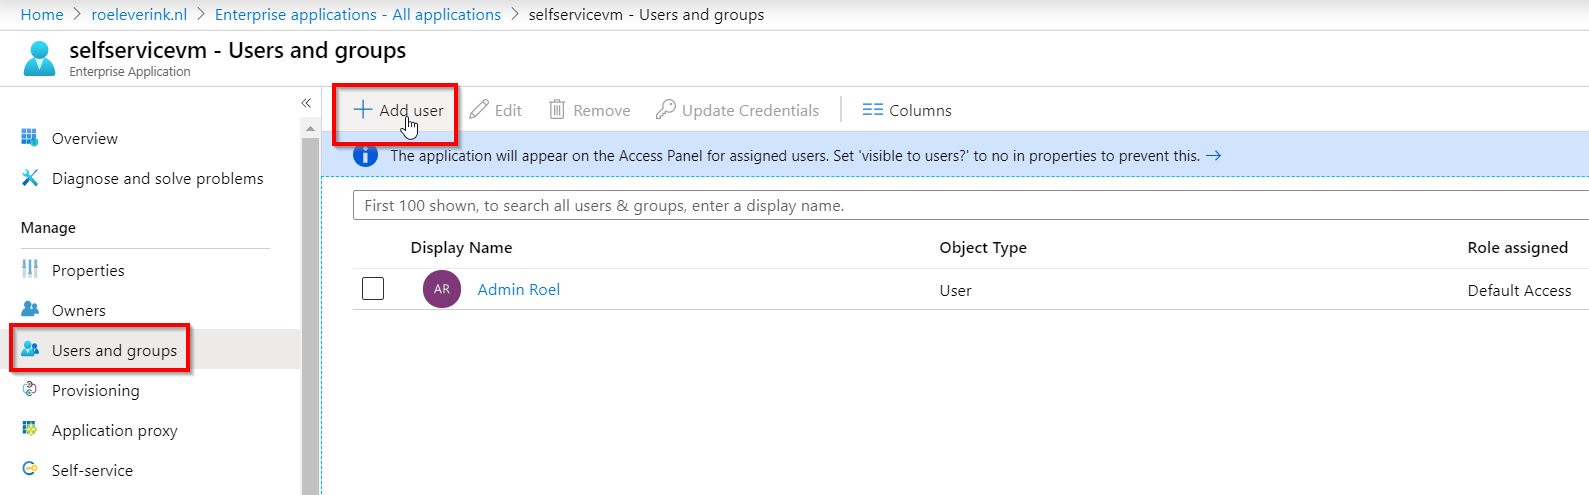 Home > roeleverink.nl > Enterprise applications - All applications > selfservicevm - Users and groups
selfservicevm - Users and groups
Enterprise Application
«
Overview
Diagnose and solve problems
Manage
Properties
Owners
Users and groups
Provisioning
Application proxy
Self-service
+ Add user Edit Remove Update Credentials Columns
The application will appear on the Access Panel for assigned users. Set 'visible to users?' to no in properties to prevent this. →
First 100 shown, to search all users & groups, enter a display name.
Display Name Object Type Role assigned
AR Admin Roel User Default Access